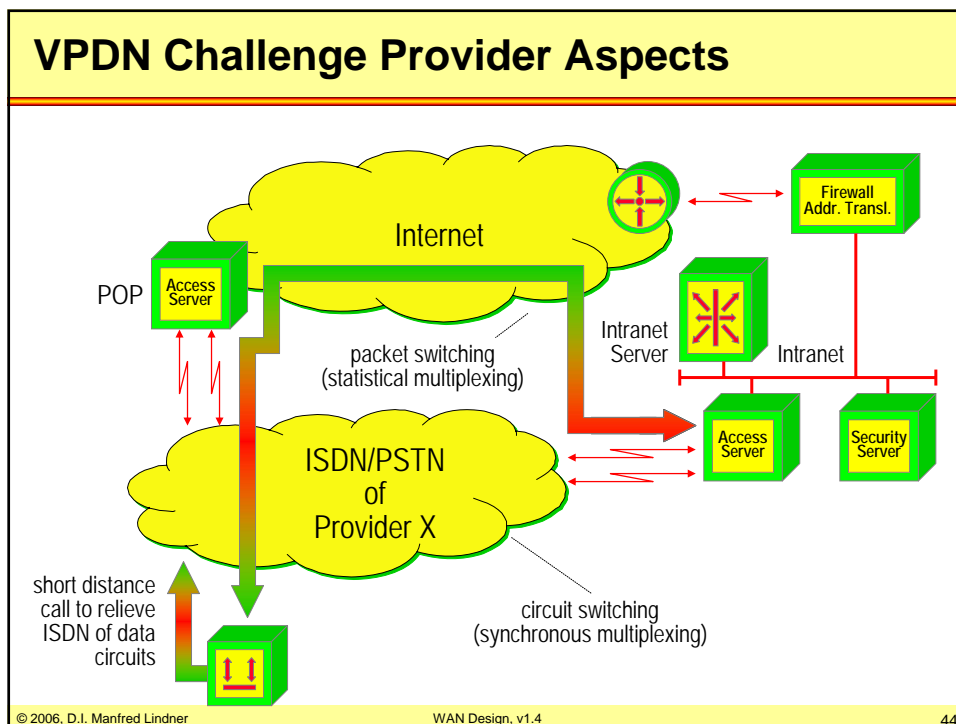 VPDN Challenge Provider Aspects
Firewall
Addr. Transl.
Internet
Access
Server
POP
Intranet
Server
Intranet
packet switching
(statistical multiplexing)
Access
Server
Security
Server
ISDN/PSTN
of
Provider X
short distance
call to relieve
ISDN of data
circuits
circuit switching
(synchronous multiplexing)
© 2006, D.I. Manfred Lindner
WAN Design, v1.4
44